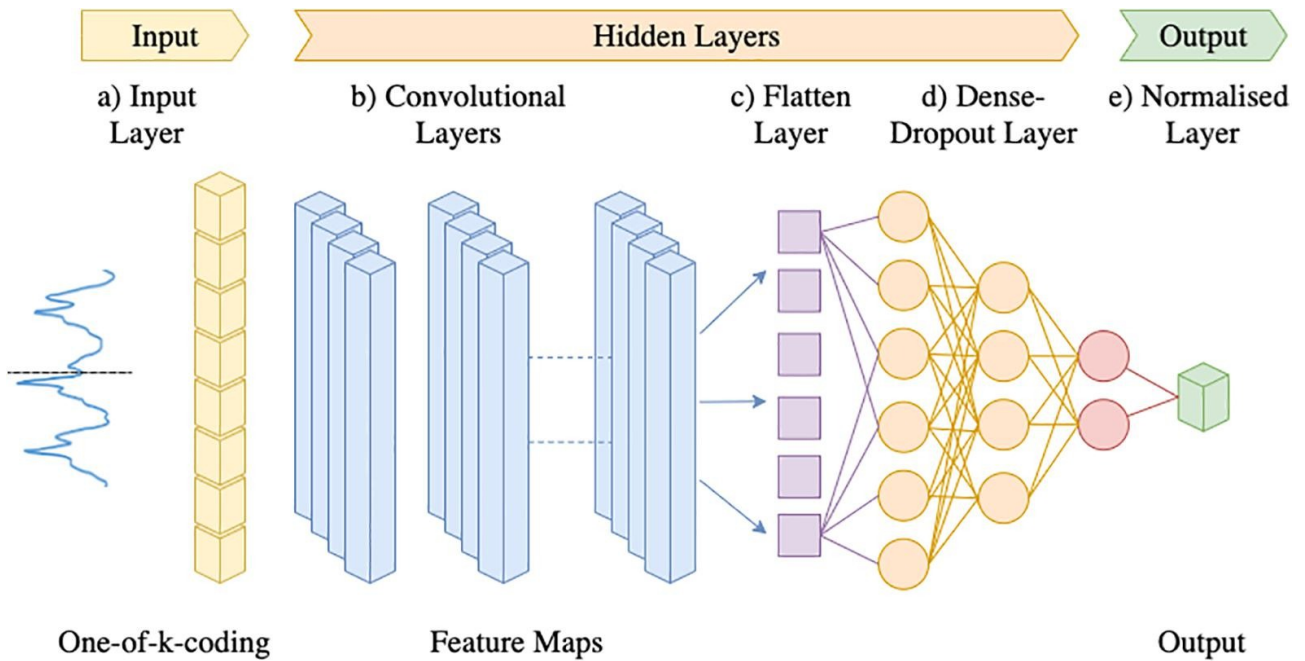 Input
Hidden Layers
Output
a) Input
Layer
b) Convolutional
Layers
c) Flatten
Layer
d) Dense-
Dropout Layer
e) Normalised
Layer
One-of-k-coding
Feature Maps
Output